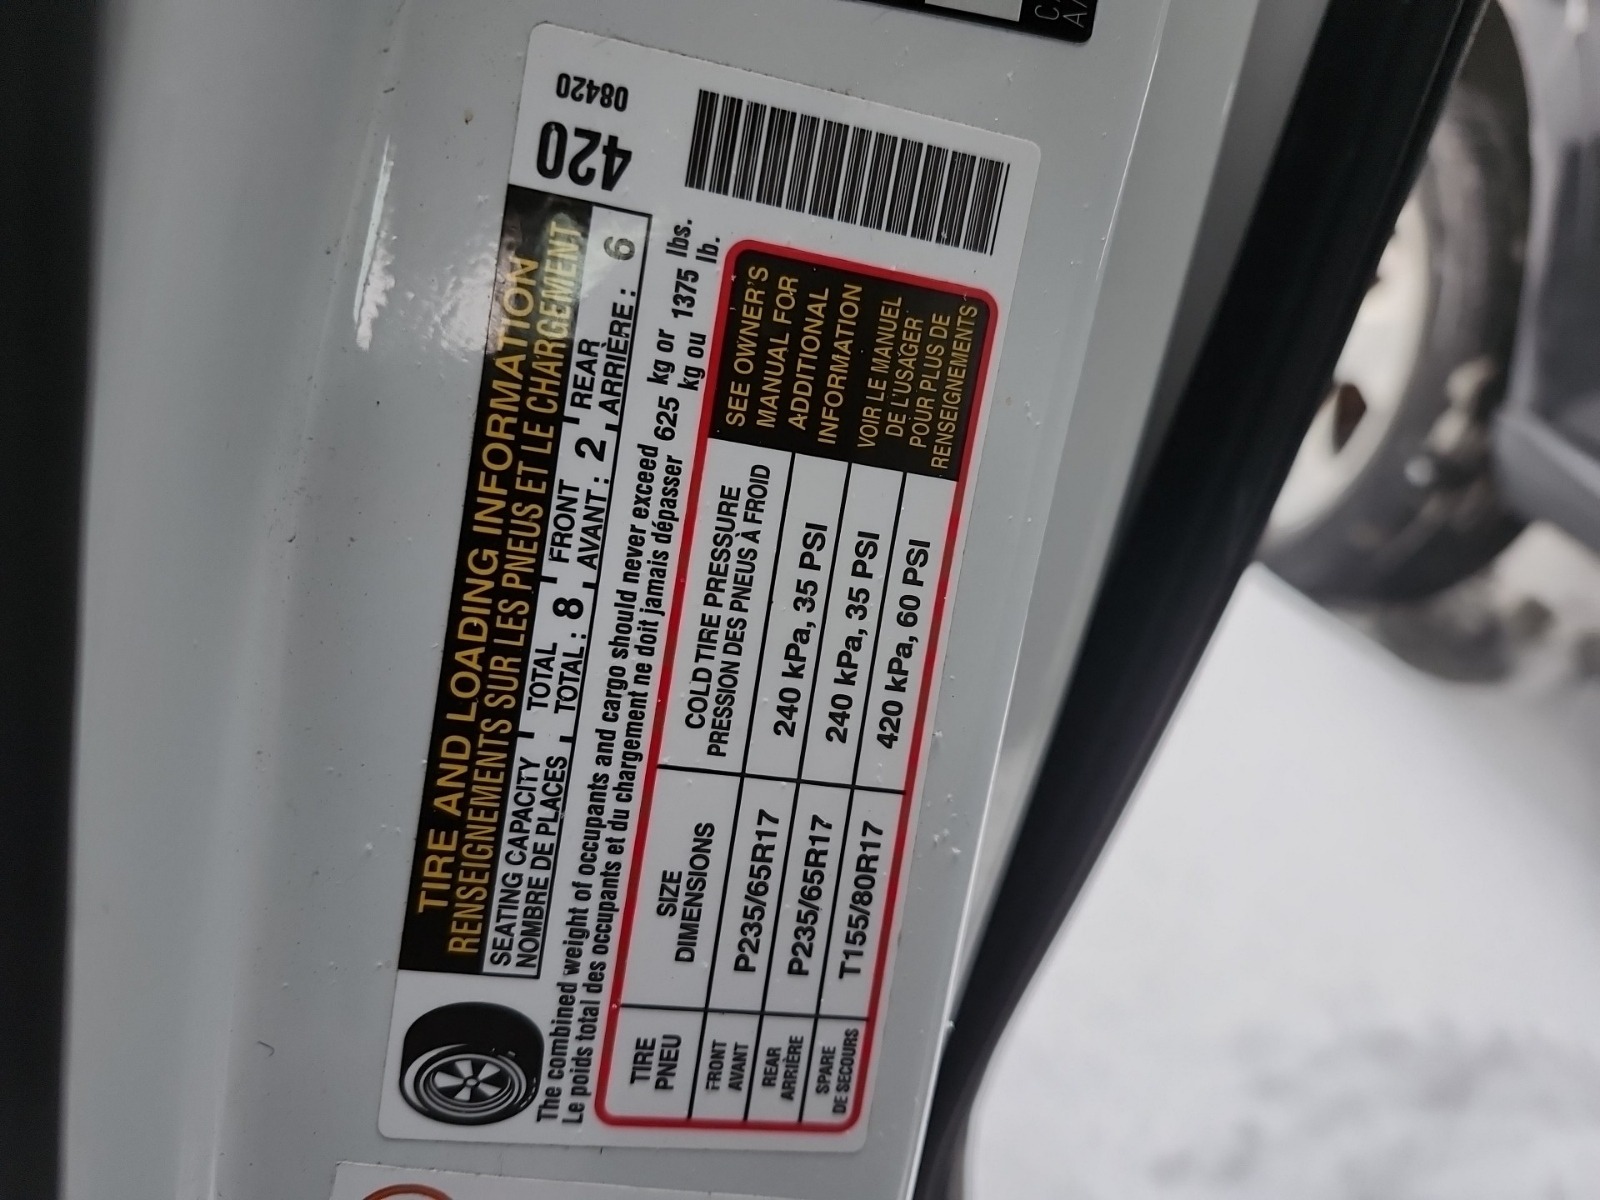 TIRE AND LOADING INFORMATION
RENSEIGNEMENTS SUR LES PNEUS ET LE CHARGEMENT
420
08420
SEATING CAPACITY TOTAL FRONT REAR
NOMBRE DE PLACES TOTAL : 8 AVANT : 2 ARRIÈRE : 6
The combined weight of occupants and cargo should never exceed 625 kg or 1375 lbs.
Le poids total des occupants et du chargement ne doit jamais dépasser kg ou lb.
TIRE
PNEU
SIZE
DIMENSIONS
COLD TIRE PRESSURE
PRESSION DES PNEUS À FROID
FRONT
AVANT
P235/65R17
240 kPa, 35 PSI
REAR
ARRIÈRE
P235/65R17
240 kPa, 35 PSI
SPARE
DE SECOURS
T155/80R17
420 kPa, 60 PSI
SEE OWNER'S
MANUAL FOR
ADDITIONAL
INFORMATION
VOIR LE MANUEL
DE L'USAGER
POUR PLUS DE
RENSEIGNEMENTS